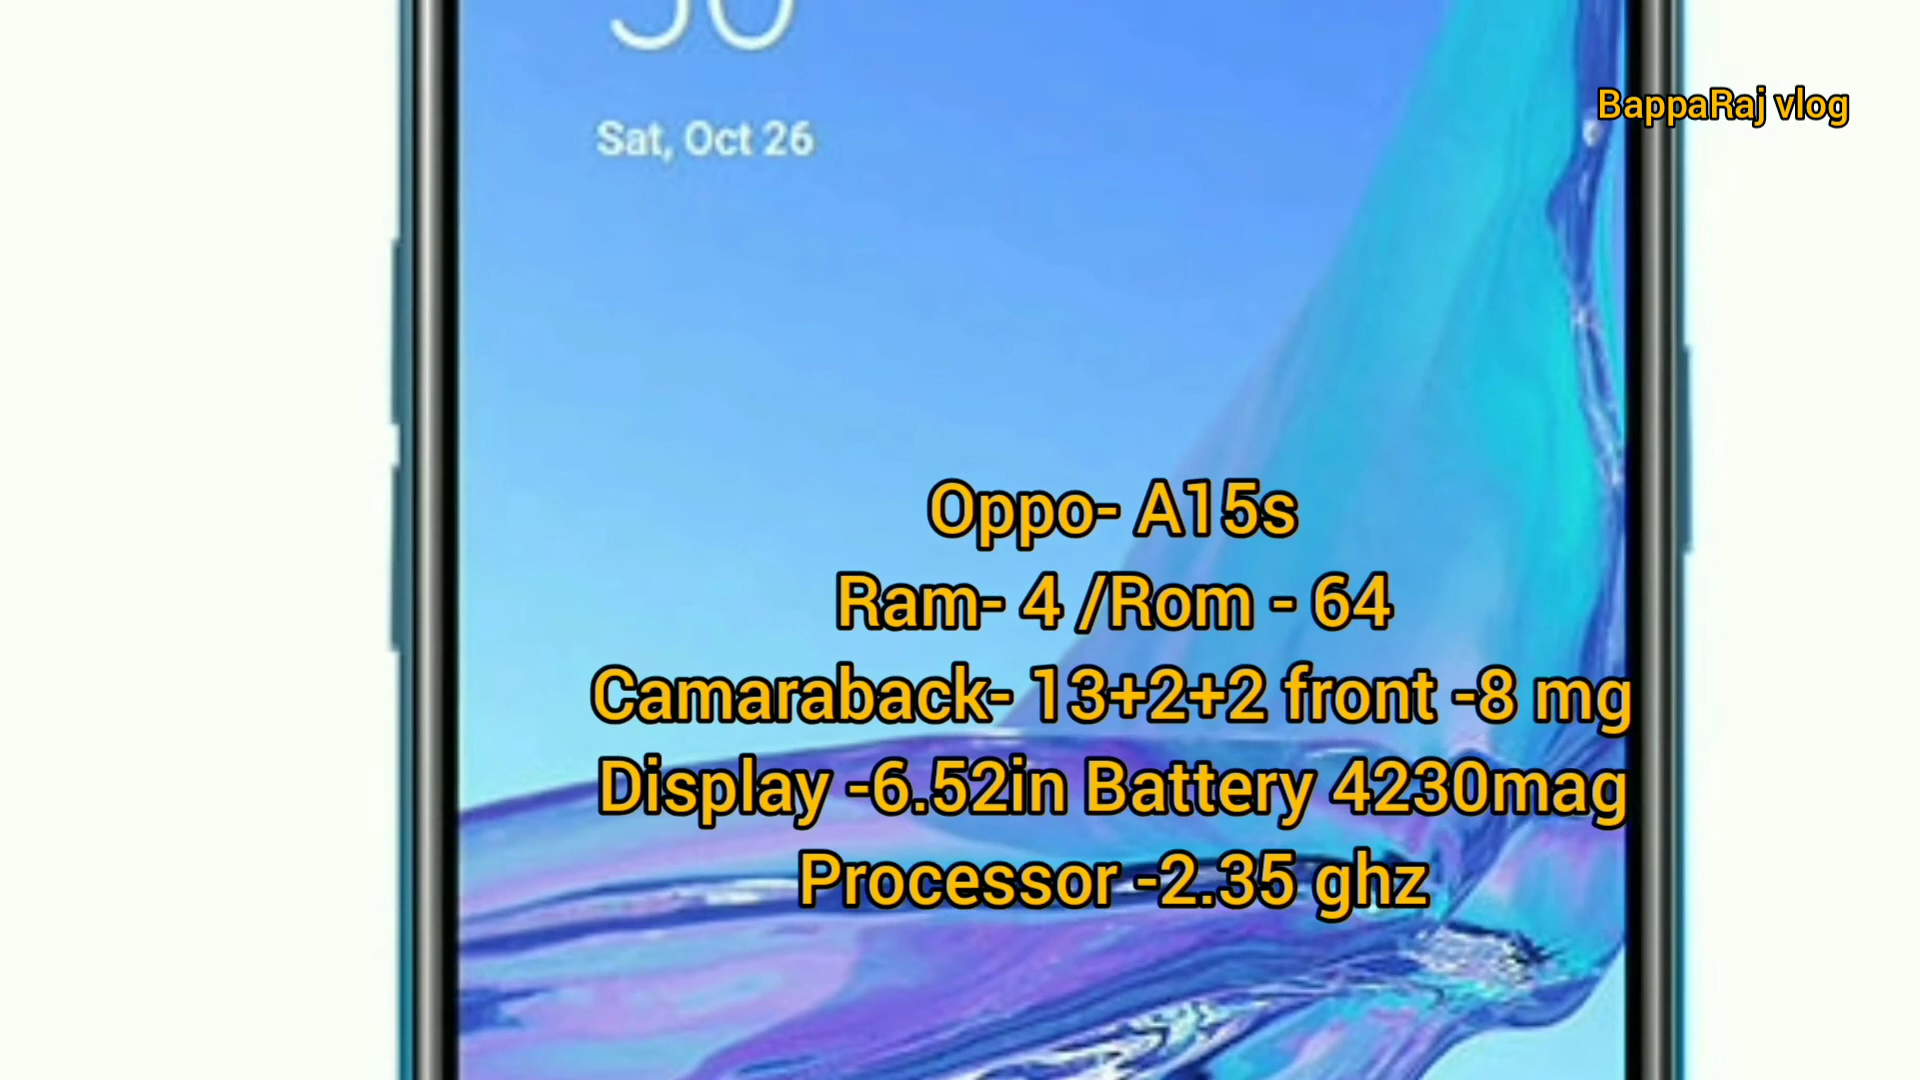 Sat, Oct 26
BappaRaj vlog
Oppo- A15s
Ram- 4 /Rom - 64
Camaraback- 13+2+2 front -8 mg
Display -6.52in Battery 4230mag
Processor -2.35 ghz